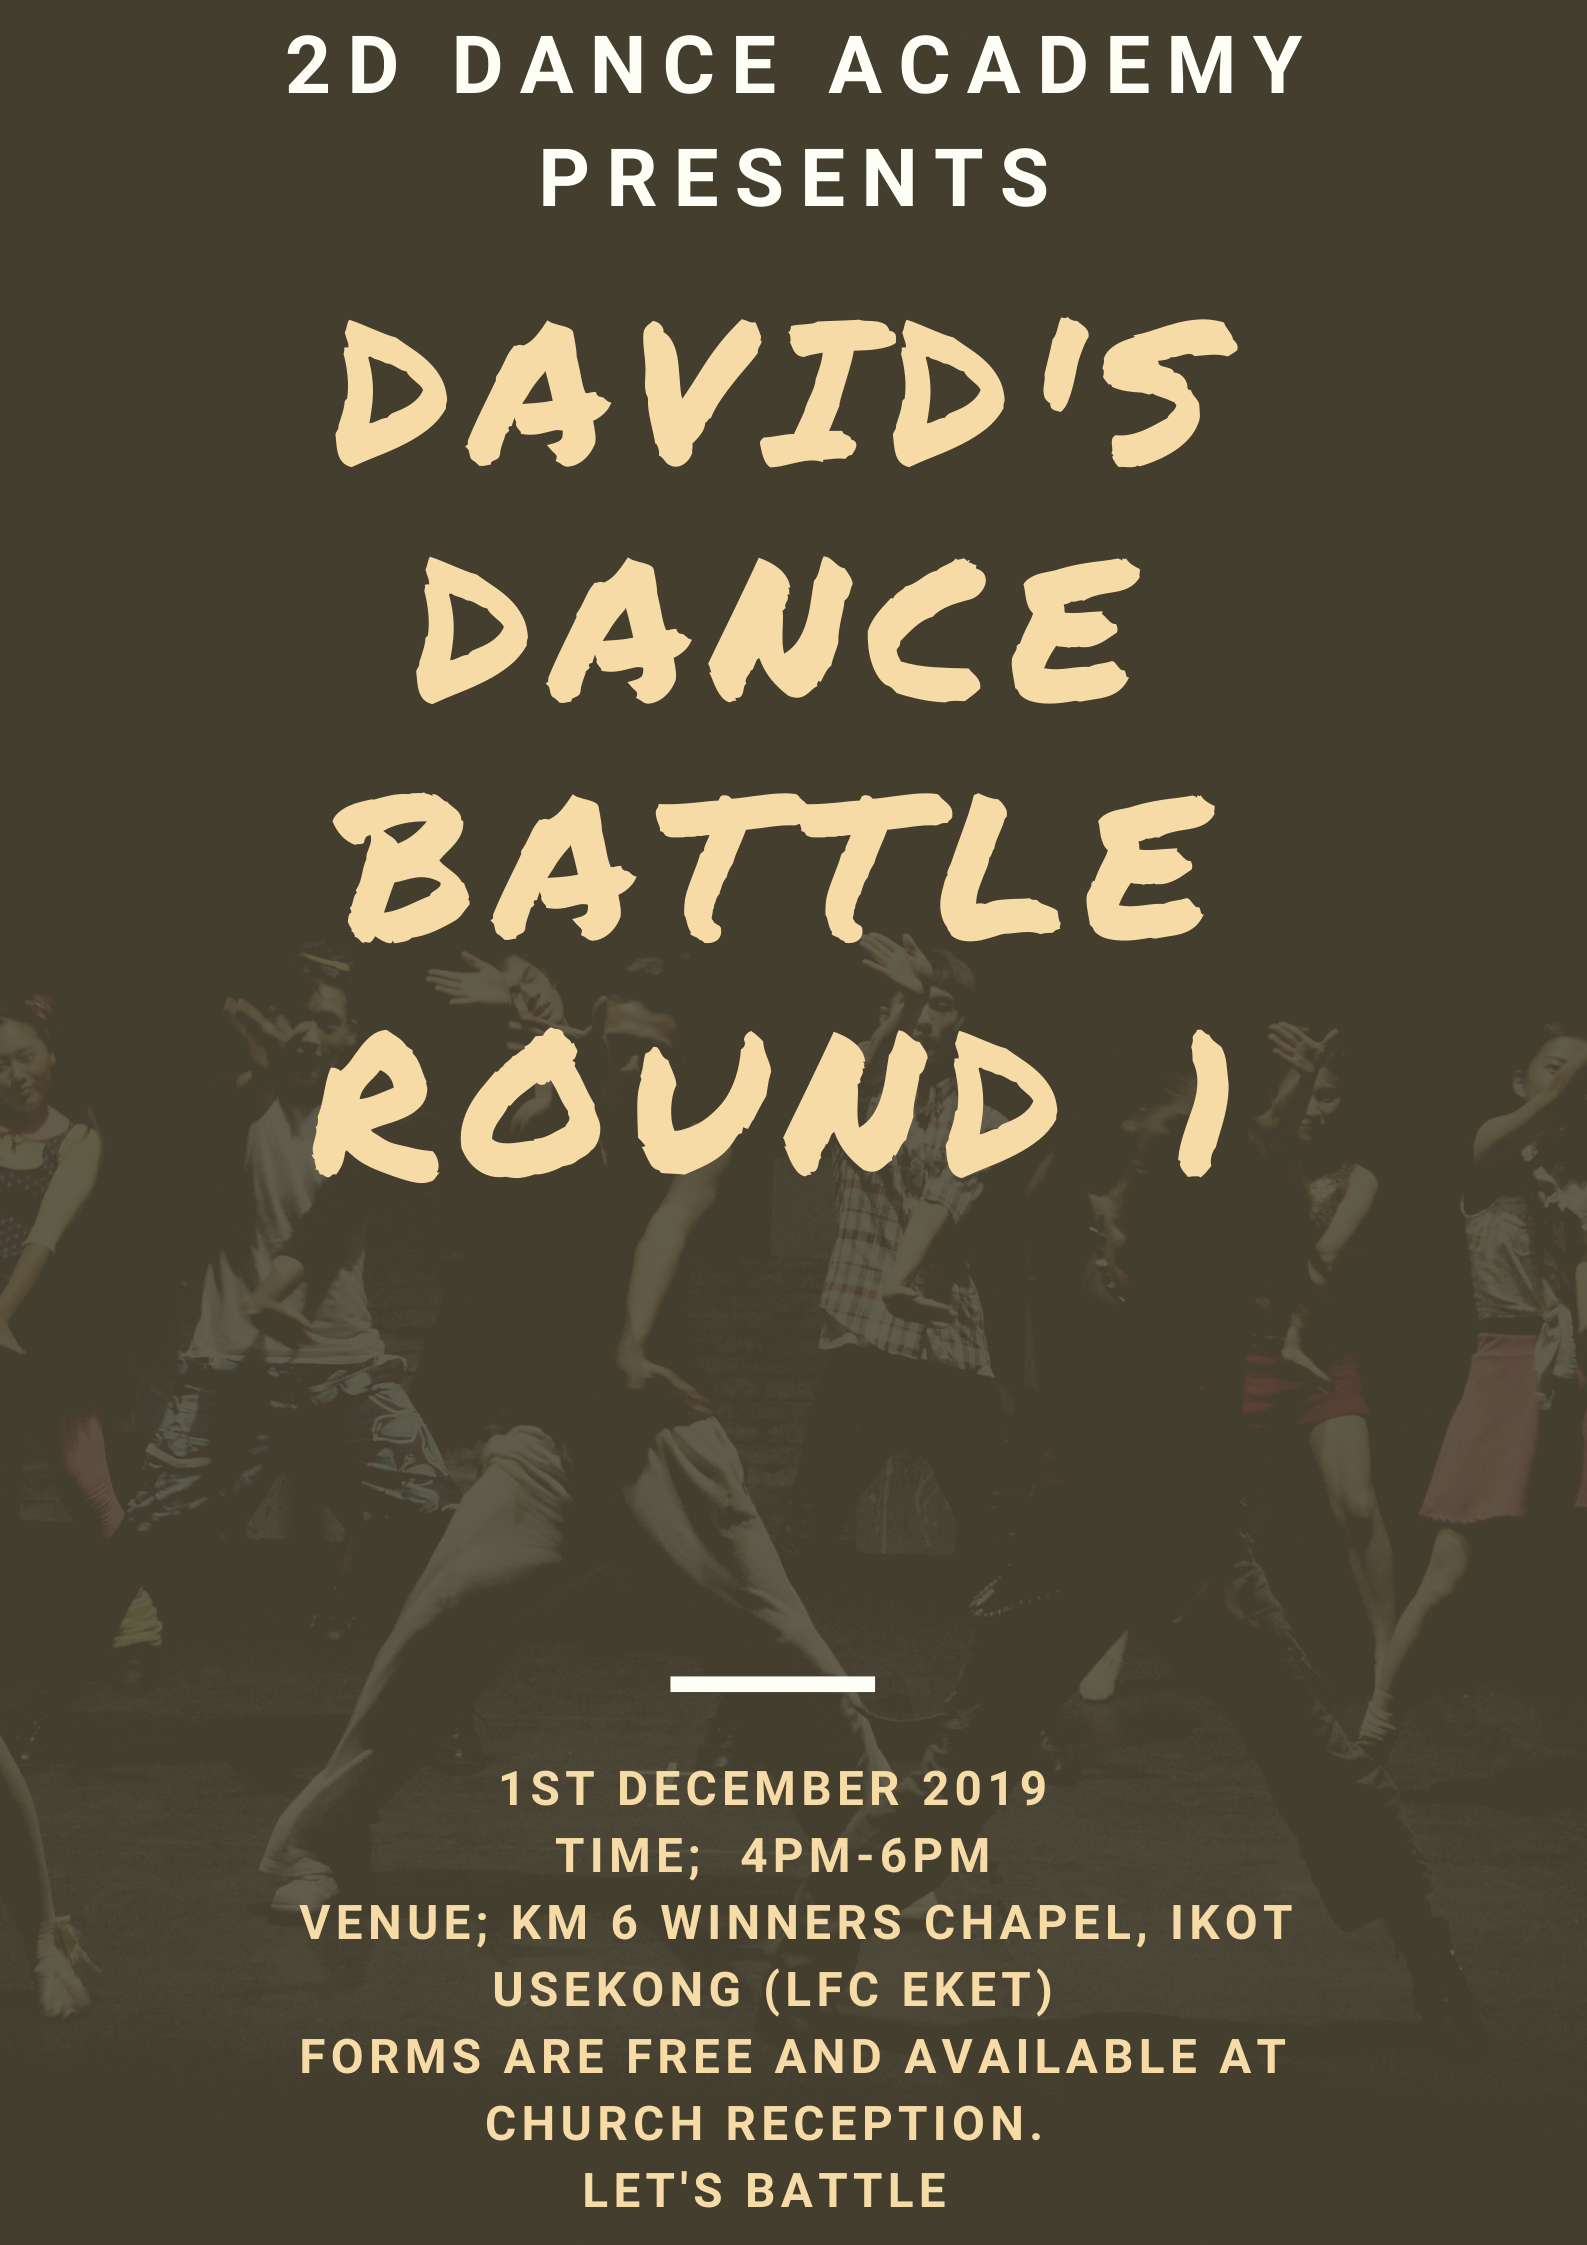 2D DANCE ACADEMY
PRESENTS
DAVID'S
DANCE
BATTLE
ROUND 1
1ST DECEMBER 2019
TIME;  4PM-6PM
VENUE; KM 6 WINNERS CHAPEL, IKOT
USEKONG (LFC EKET)
FORMS ARE FREE AND AVAILABLE AT
CHURCH RECEPTION.
LET'S BATTLE